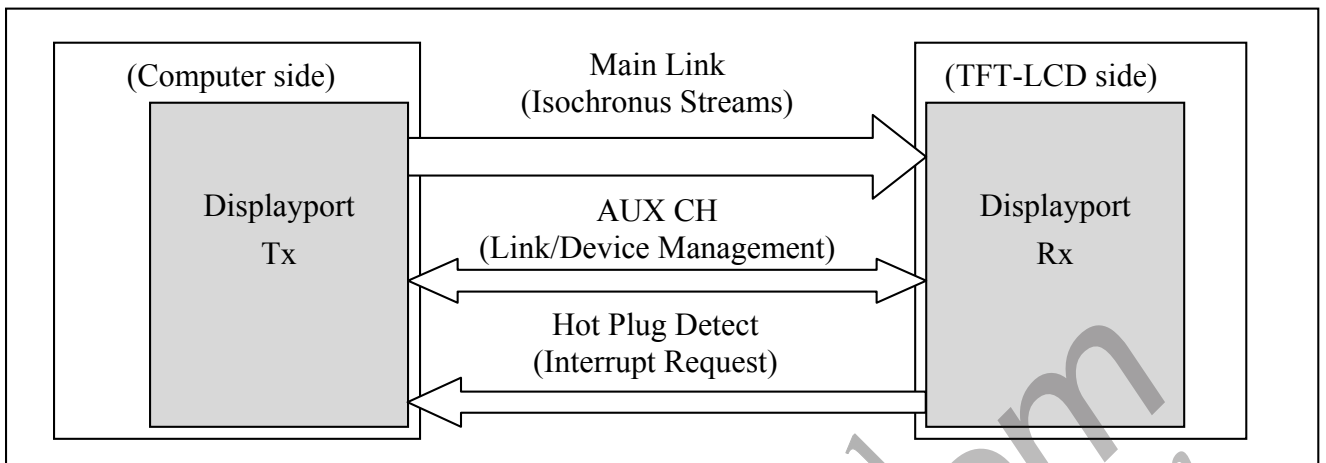 (Computer side)
Main Link
(Isochronus Streams)
(TFT-LCD side)
Displayport
Tx
AUX CH
(Link/Device Management)
Displayport
Rx
Hot Plug Detect
(Interrupt Request)